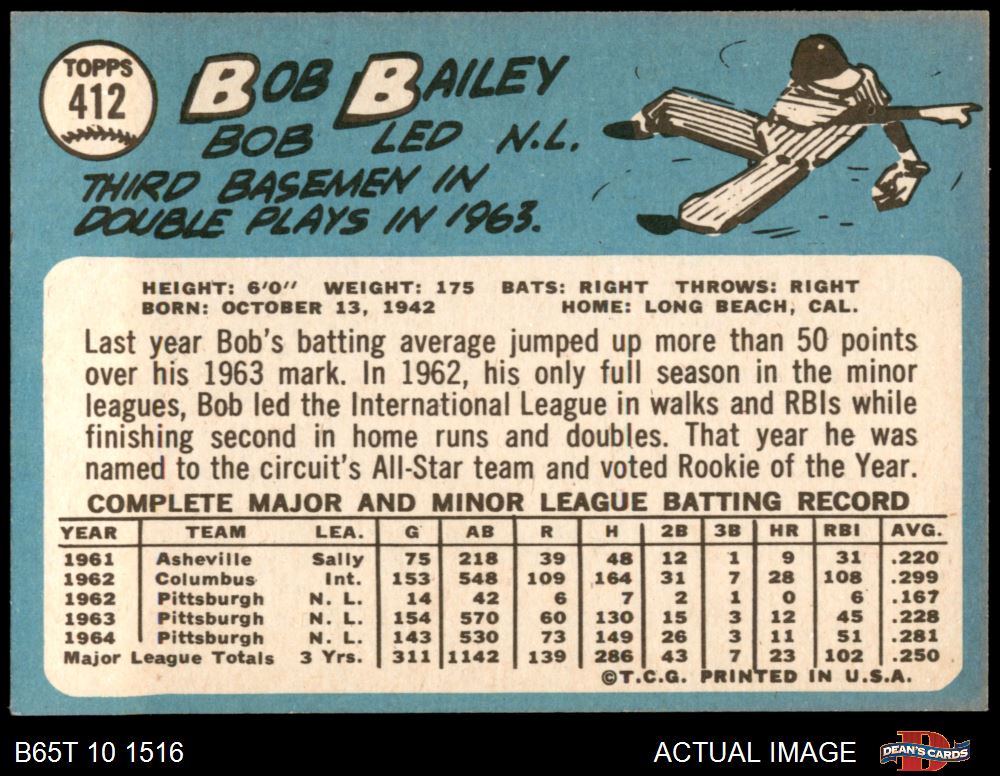 TOPPS
412
BOB BAILEY
BOB LED N.L.
THIRD BASEMEN IN
DOUBLE PLAYS IN 1963.
HEIGHT: 6'0" WEIGHT: 175 BATS: RIGHT THROWS: RIGHT
BORN: OCTOBER 13, 1942 HOME: LONG BEACH, CAL.
Last year Bob's batting average jumped up more than 50 points
over his 1963 mark. In 1962, his only full season in the minor
leagues, Bob led the International League in walks and RBIs while
finishing second in home runs and doubles. That year he was
named to the circuit's All-Star team and voted Rookie of the Year.
COMPLETE MAJOR AND MINOR LEAGUE BATTING RECORD
YEAR TEAM LEA. G AB R H 2B 3B HR RBI AVG.
1961 Asheville Sally 75 218 39 48 12 1 9 31 .220
1962 Columbus Int. 153 548 109 164 31 7 28 108 .299
1962 Pittsburgh N. L. 14 42 6 7 2 1 0 6 .167
1963 Pittsburgh N. L. 154 570 60 130 15 3 12 45 .228
1964 Pittsburgh N. L. 143 530 73 149 26 3 11 51 .281
Major League Totals 3 Yrs. 311 1142 139 286 43 7 23 102 .250
©T.C.G. PRINTED IN U.S.A.
B65T 10 1516 ACTUAL IMAGE D DEAN'S CARDS